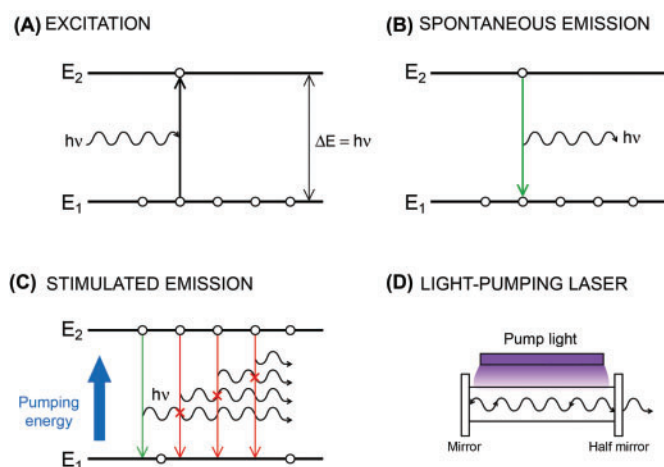 (A) EXCITATION
E₂
hν
ΔE = hν
E₁
(B) SPONTANEOUS EMISSION
E₂
hν
E₁
(C) STIMULATED EMISSION
E₂
hν
Pumping
energy
E₁
(D) LIGHT-PUMPING LASER
Pump light
Mirror
Half mirror